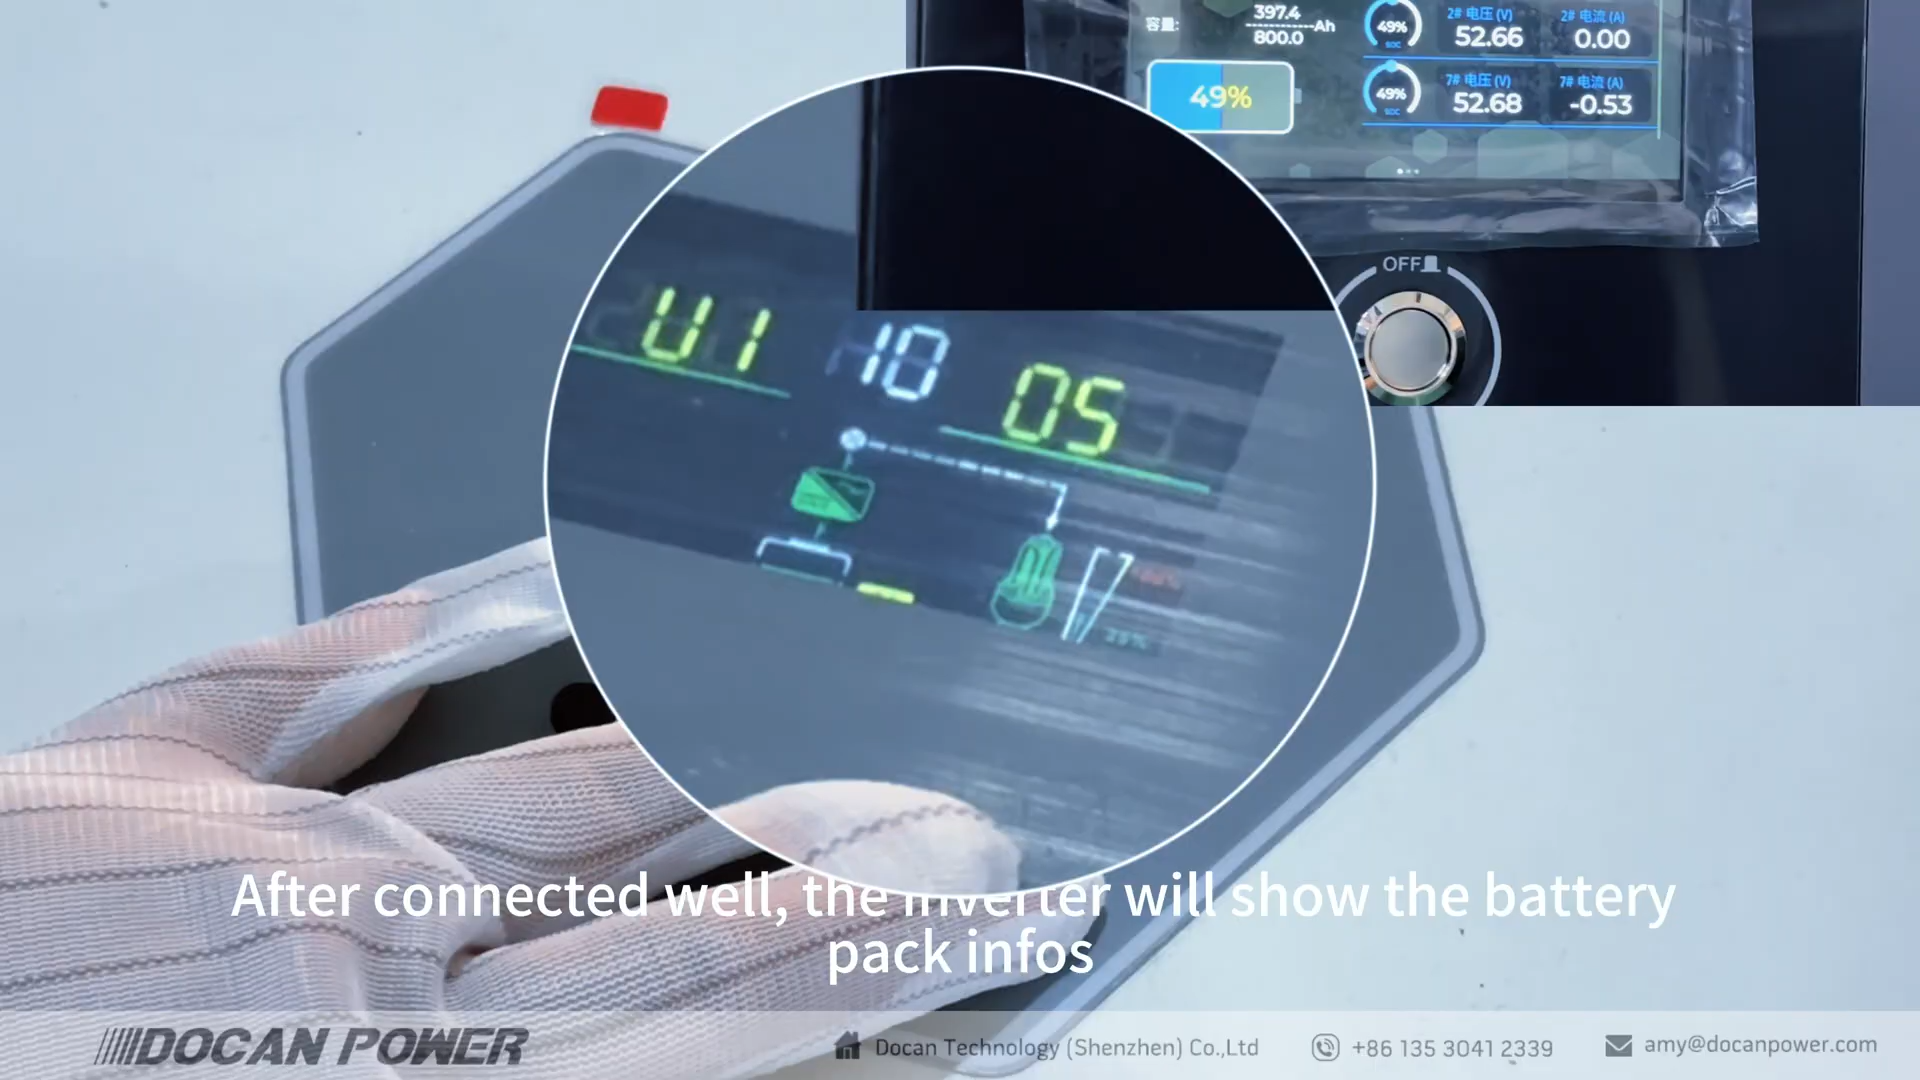 容量:
397.4
Ah
800.0
49%
49%
SOC
2# 电压 (V)
52.66
2# 电流 (A)
0.00
49%
SOC
7# 电压 (V)
52.68
7# 电流 (A)
-0.53
OFF
U1
10
05
25%
After connected well, the inverter will show the battery
pack infos
DOCAN POWER
Docan Technology (Shenzhen) Co.,Ltd
+86 135 3041 2339
amy@docanpower.com